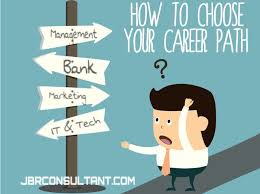 HOW TO CHOOSE
YOUR CAREER PATH
Management
Bank
Marketing
IT & Tech
?
JBRCONSULTANT.COM